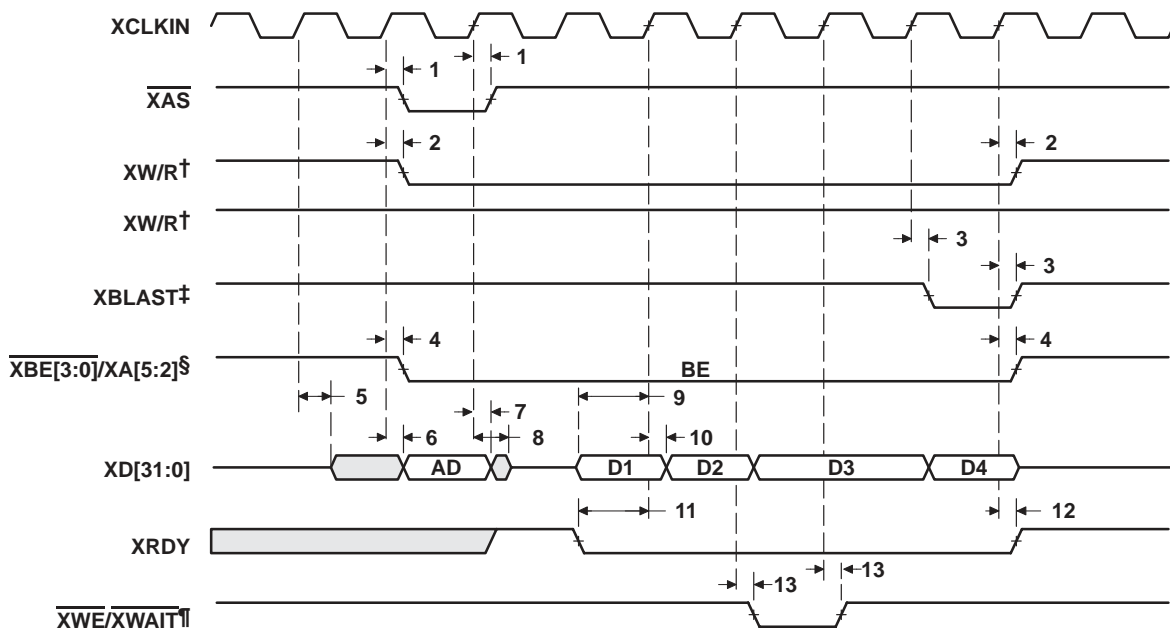 XCLKIN
1 1
XAS
2 2
XW/R†
XW/R†
3
3
XBLAST‡
4 4
XBE[3:0]/XA[5:2]§ BE
5 7 9
6 8 10
XD[31:0] AD D1 D2 D3 D4
11 12
XRDY
13 13
XWE/XWAIT¶